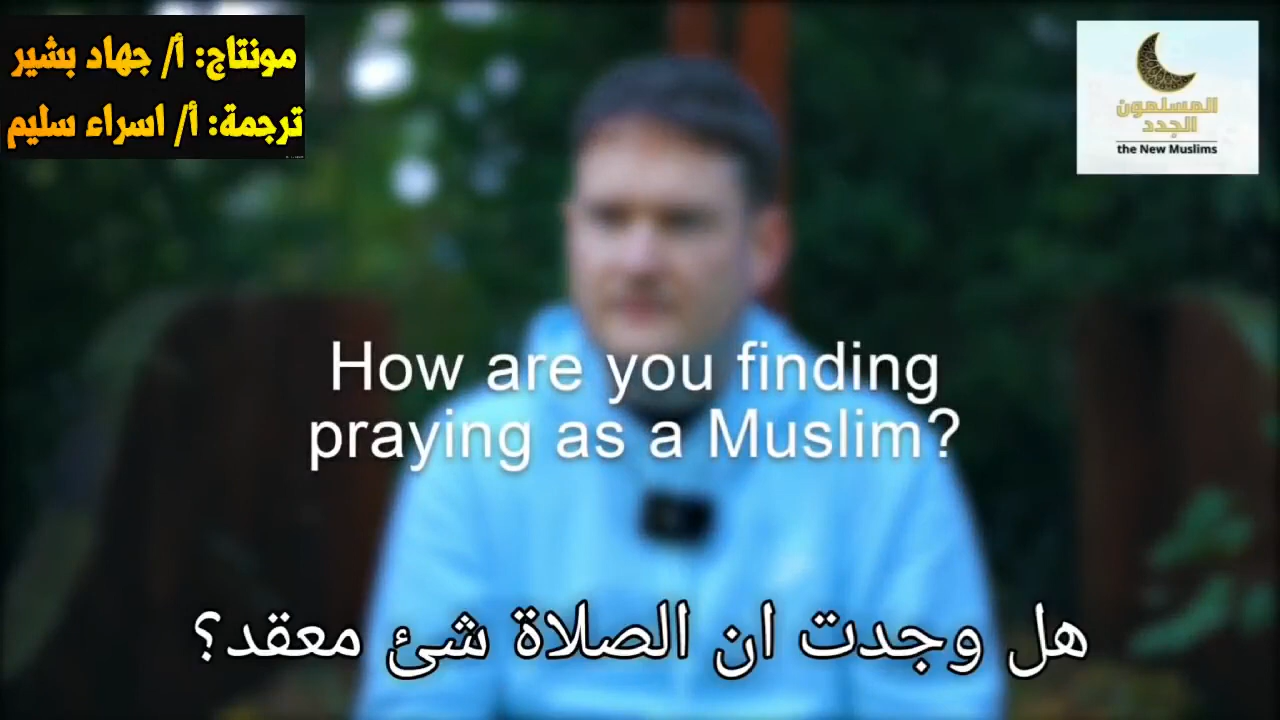 مونتاج: أ/ جهاد بشير
ترجمة: أ/ اسراء سليم
المسلمون
الجدد
the New Muslims
How are you finding
praying as a Muslim?
هل وجدت ان الصلاة شئ معقد؟